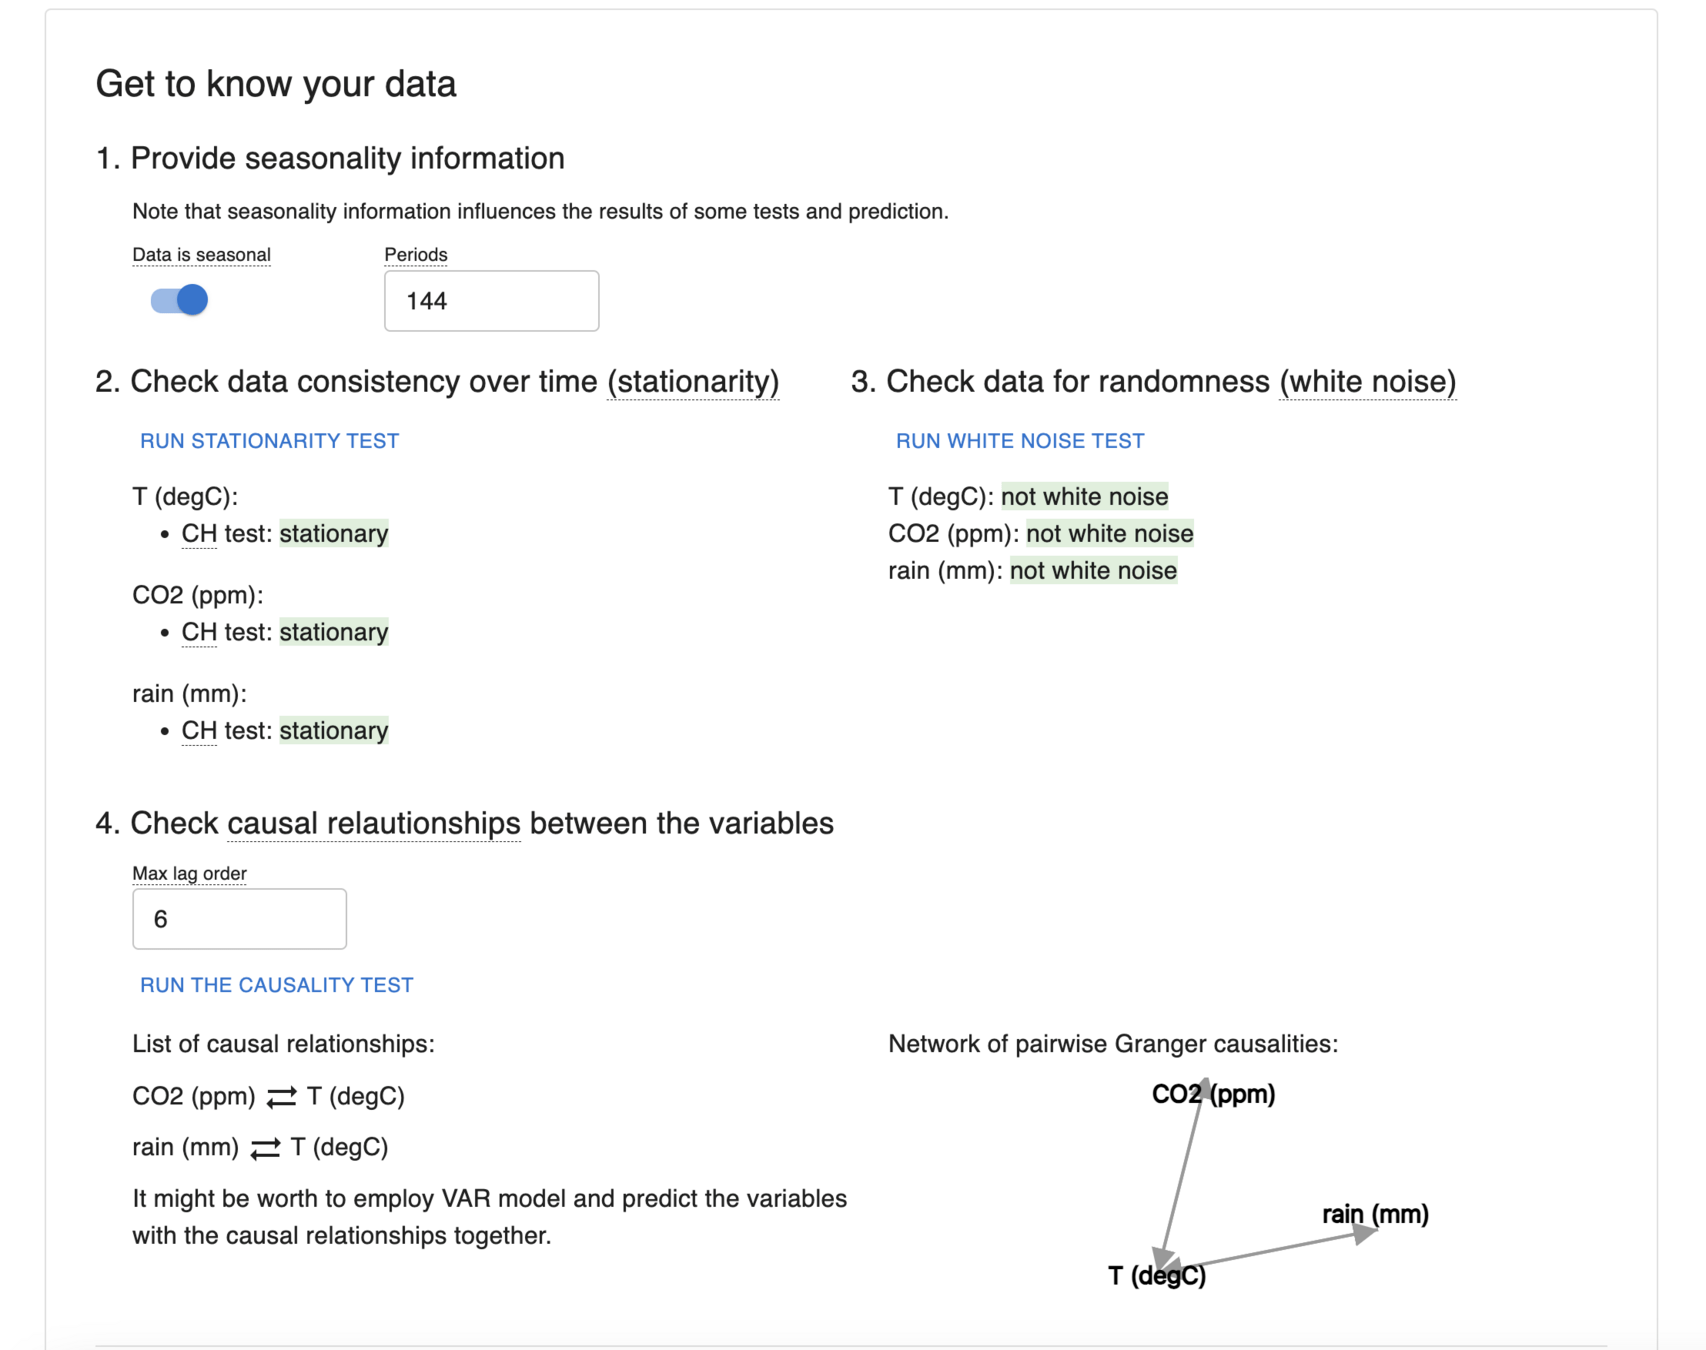 Get to know your data
1. Provide seasonality information
Note that seasonality information influences the results of some tests and prediction.
Data is seasonal
Periods
144
2. Check data consistency over time (stationarity)
RUN STATIONARITY TEST
T (degC):
• CH test: stationary
CO2 (ppm):
• CH test: stationary
rain (mm):
• CH test: stationary
3. Check data for randomness (white noise)
RUN WHITE NOISE TEST
T (degC): not white noise
CO2 (ppm): not white noise
rain (mm): not white noise
4. Check causal relautionships between the variables
Max lag order
6
RUN THE CAUSALITY TEST
List of causal relationships:
CO2 (ppm) ⇄ T (degC)
rain (mm) ⇄ T (degC)
It might be worth to employ VAR model and predict the variables
with the causal relationships together.
Network of pairwise Granger causalities:
CO2 (ppm)
rain (mm)
T (degC)